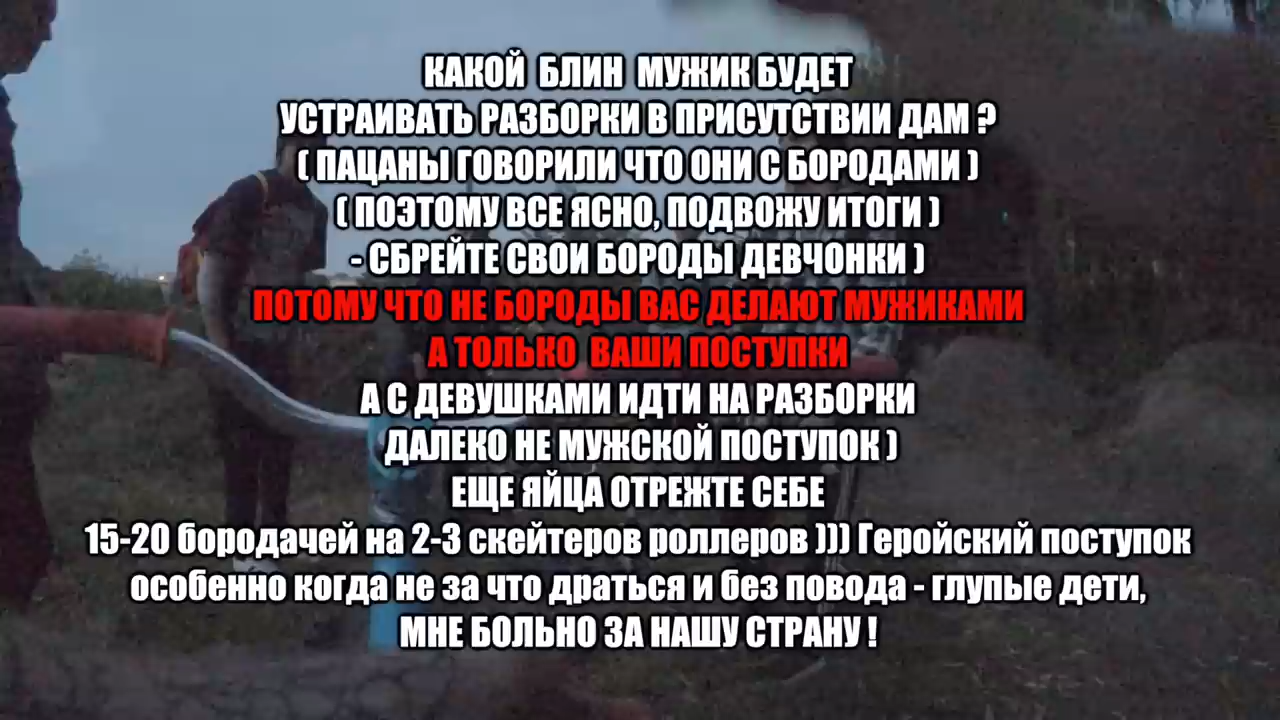 КАКОЙ БЛИН МУЖИК БУДЕТ
УСТРАИВАТЬ РАЗБОРКИ В ПРИСУТСТВИИ ДАМ ?
( ПАЦАНЫ ГОВОРИЛИ ЧТО ОНИ С БОРОДАМИ )
( ПОЭТОМУ ВСЕ ЯСНО, ПОДВОЖУ ИТОГИ )
- СБРЕЙТЕ СВОИ БОРОДЫ ДЕВЧОНКИ )
ПОТОМУ ЧТО НЕ БОРОДЫ ВАС ДЕЛАЮТ МУЖИКАМИ
А ТОЛЬКО ВАШИ ПОСТУПКИ
А С ДЕВУШКАМИ ИДТИ НА РАЗБОРКИ
ДАЛЕКО НЕ МУЖСКОЙ ПОСТУПОК )
ЕЩЕ ЯЙЦА ОТРЕЖТЕ СЕБЕ
15-20 бородачей на 2-3 скейтеров роллеров ))) Геройский поступок
особенно когда не за что драться и без повода - глупые дети,
МНЕ БОЛЬНО ЗА НАШУ СТРАНУ !